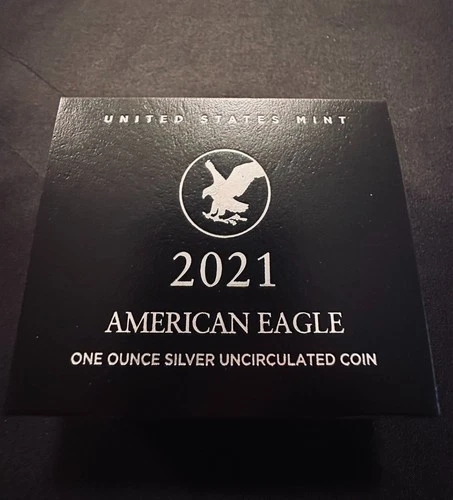 UNITED STATES MINT
2021
AMERICAN EAGLE
ONE OUNCE SILVER UNCIRCULATED COIN